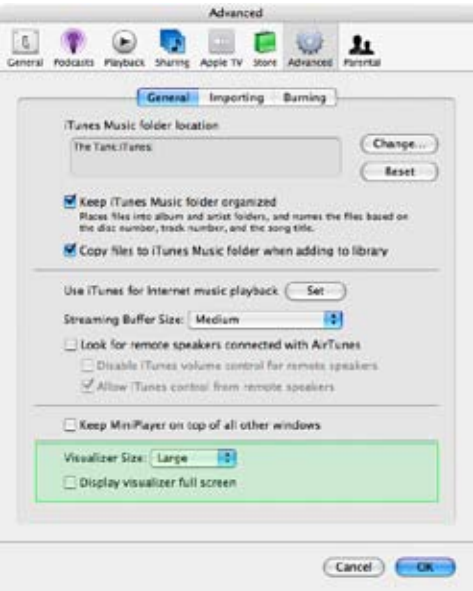 Advanced
General Podcasts Playback Sharing Apple TV Store Advanced Parental
General Importing Burning
iTunes Music folder location
The Tank:iTunes:
Change...
Reset
Keep iTunes Music folder organized
Places files into album and artist folders, and names the files based on
the disc number, track number, and the song title.
Copy files to iTunes Music folder when adding to library
Use iTunes for Internet music playback Set
Streaming Buffer Size: Medium
Look for remote speakers connected with AirTunes
Disable iTunes volume control for remote speakers
Allow iTunes control from remote speakers
Keep MiniPlayer on top of all other windows
Visualizer Size: Large
Display visualizer full screen
Cancel OK